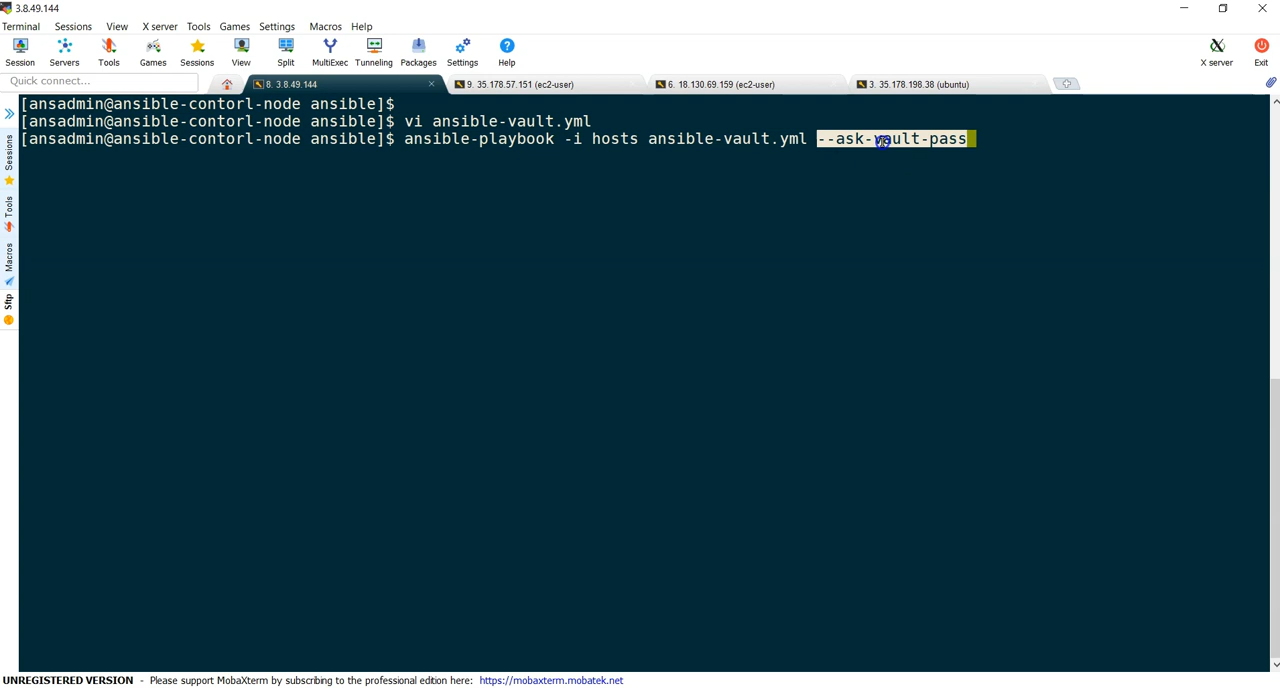 3.8.49.144
Terminal Sessions View X server Tools Games Settings Macros Help
Session Servers Tools Games Sessions View Split MultiExec Tunneling Packages Settings Help X server Exit
Quick connect... 8. 3.8.49.144 9. 35.178.57.151 (ec2-user) 6. 18.130.69.159 (ec2-user) 3. 35.178.198.38 (ubuntu)
[ansadmin@ansible-contorl-node ansible]$
[ansadmin@ansible-contorl-node ansible]$ vi ansible-vault.yml
[ansadmin@ansible-contorl-node ansible]$ ansible-playbook -i hosts ansible-vault.yml --ask-vault-pass
Sessions
Tools
Macros
Sftp
UNREGISTERED VERSION - Please support MobaXterm by subscribing to the professional edition here: https://mobaxterm.mobatek.net